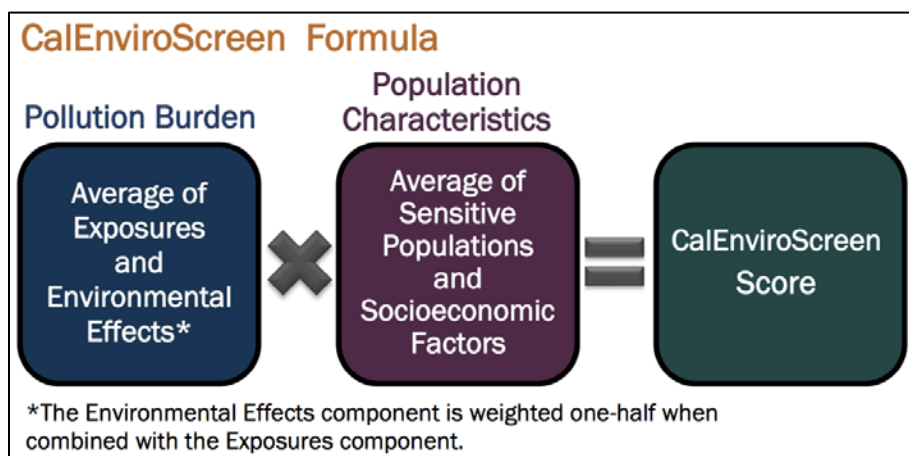 CalEnviroScreen Formula
Pollution Burden
Average of
Exposures
and
Environmental
Effects*
Population
Characteristics
Average of
Sensitive
Populations
and
Socioeconomic
Factors
CalEnviroScreen
Score
*The Environmental Effects component is weighted one-half when
combined with the Exposures component.